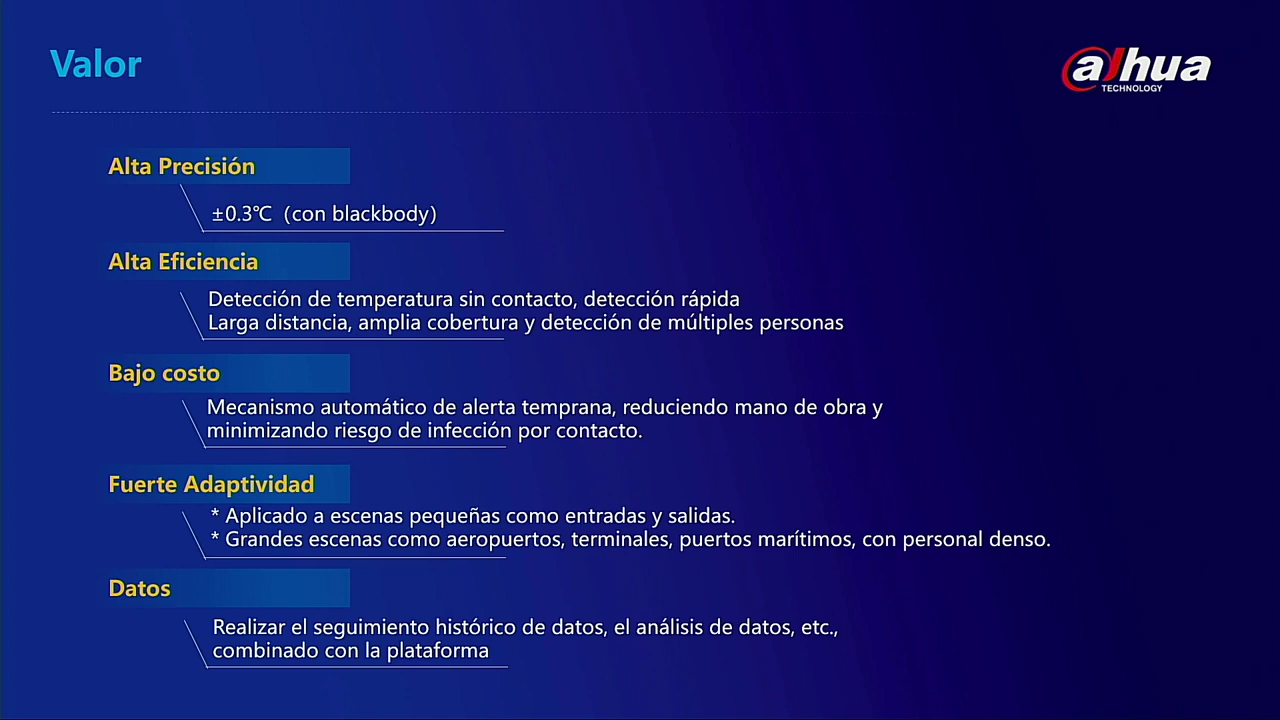 Valor
alhua
TECHNOLOGY
Alta Precisión
±0.3℃ (con blackbody)
Alta Eficiencia
Detección de temperatura sin contacto, detección rápida
Larga distancia, amplia cobertura y detección de múltiples personas
Bajo costo
Mecanismo automático de alerta temprana, reduciendo mano de obra y
minimizando riesgo de infección por contacto.
Fuerte Adaptividad
* Aplicado a escenas pequeñas como entradas y salidas.
* Grandes escenas como aeropuertos, terminales, puertos marítimos, con personal denso.
Datos
Realizar el seguimiento histórico de datos, el análisis de datos, etc.,
combinado con la plataforma